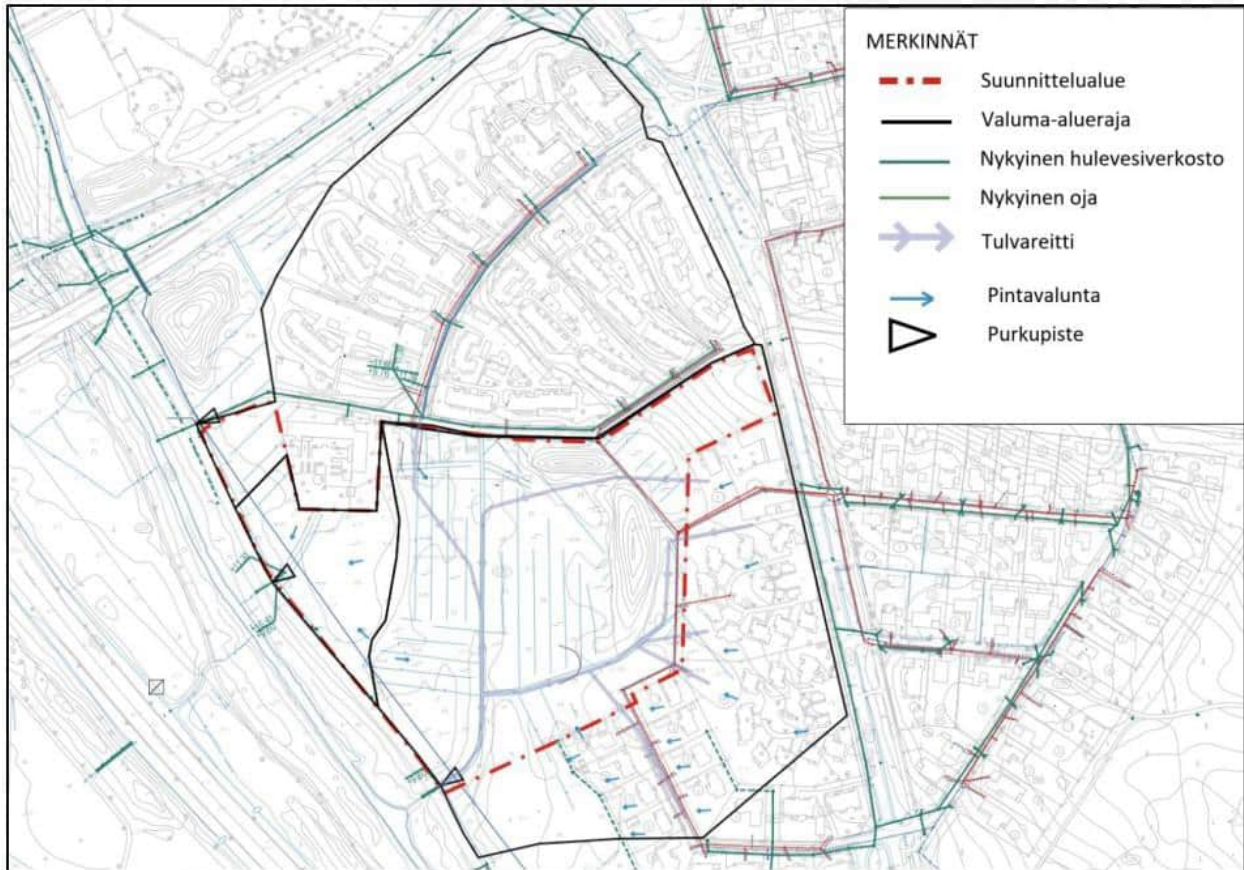 MERKINNÄT
Suunnittelualue
Valuma-alueraja
Nykyinen hulevesiverkosto
Nykyinen oja
Tulvareitti
Pintavalunta
Purkupiste